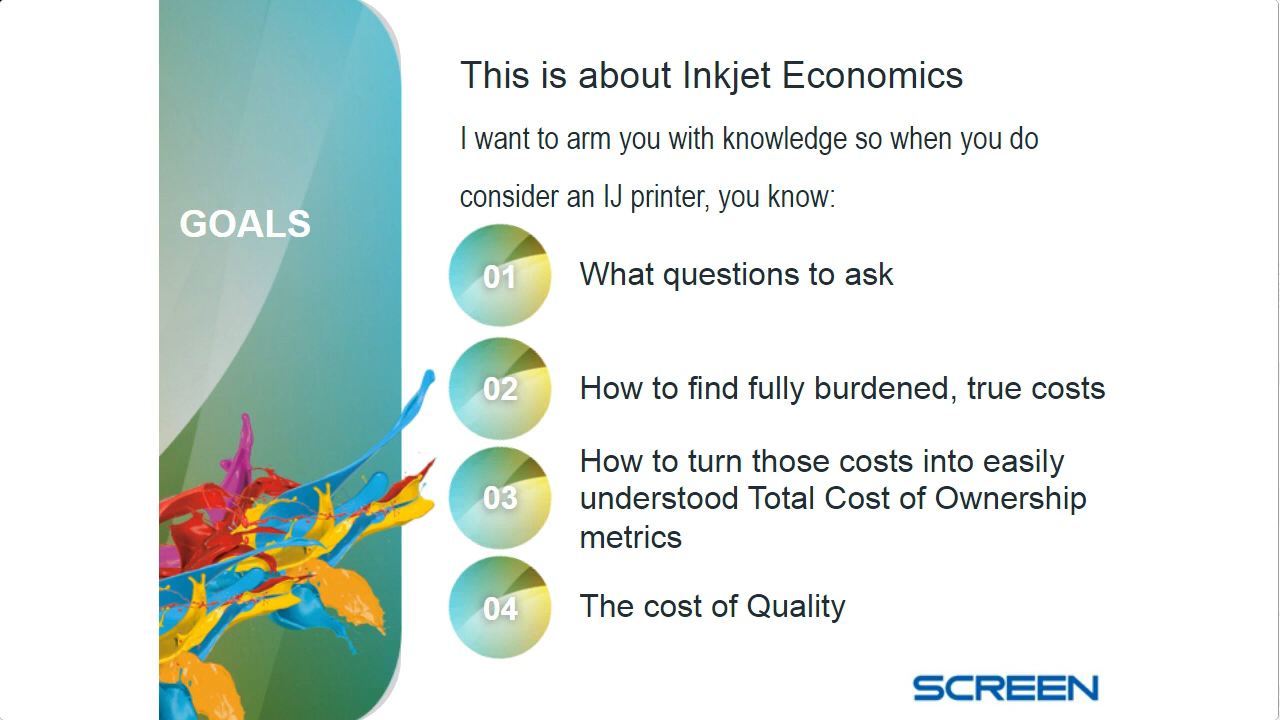 GOALS
This is about Inkjet Economics
I want to arm you with knowledge so when you do
consider an IJ printer, you know:
01 What questions to ask
02 How to find fully burdened, true costs
03 How to turn those costs into easily
understood Total Cost of Ownership
metrics
04 The cost of Quality
SCREEN